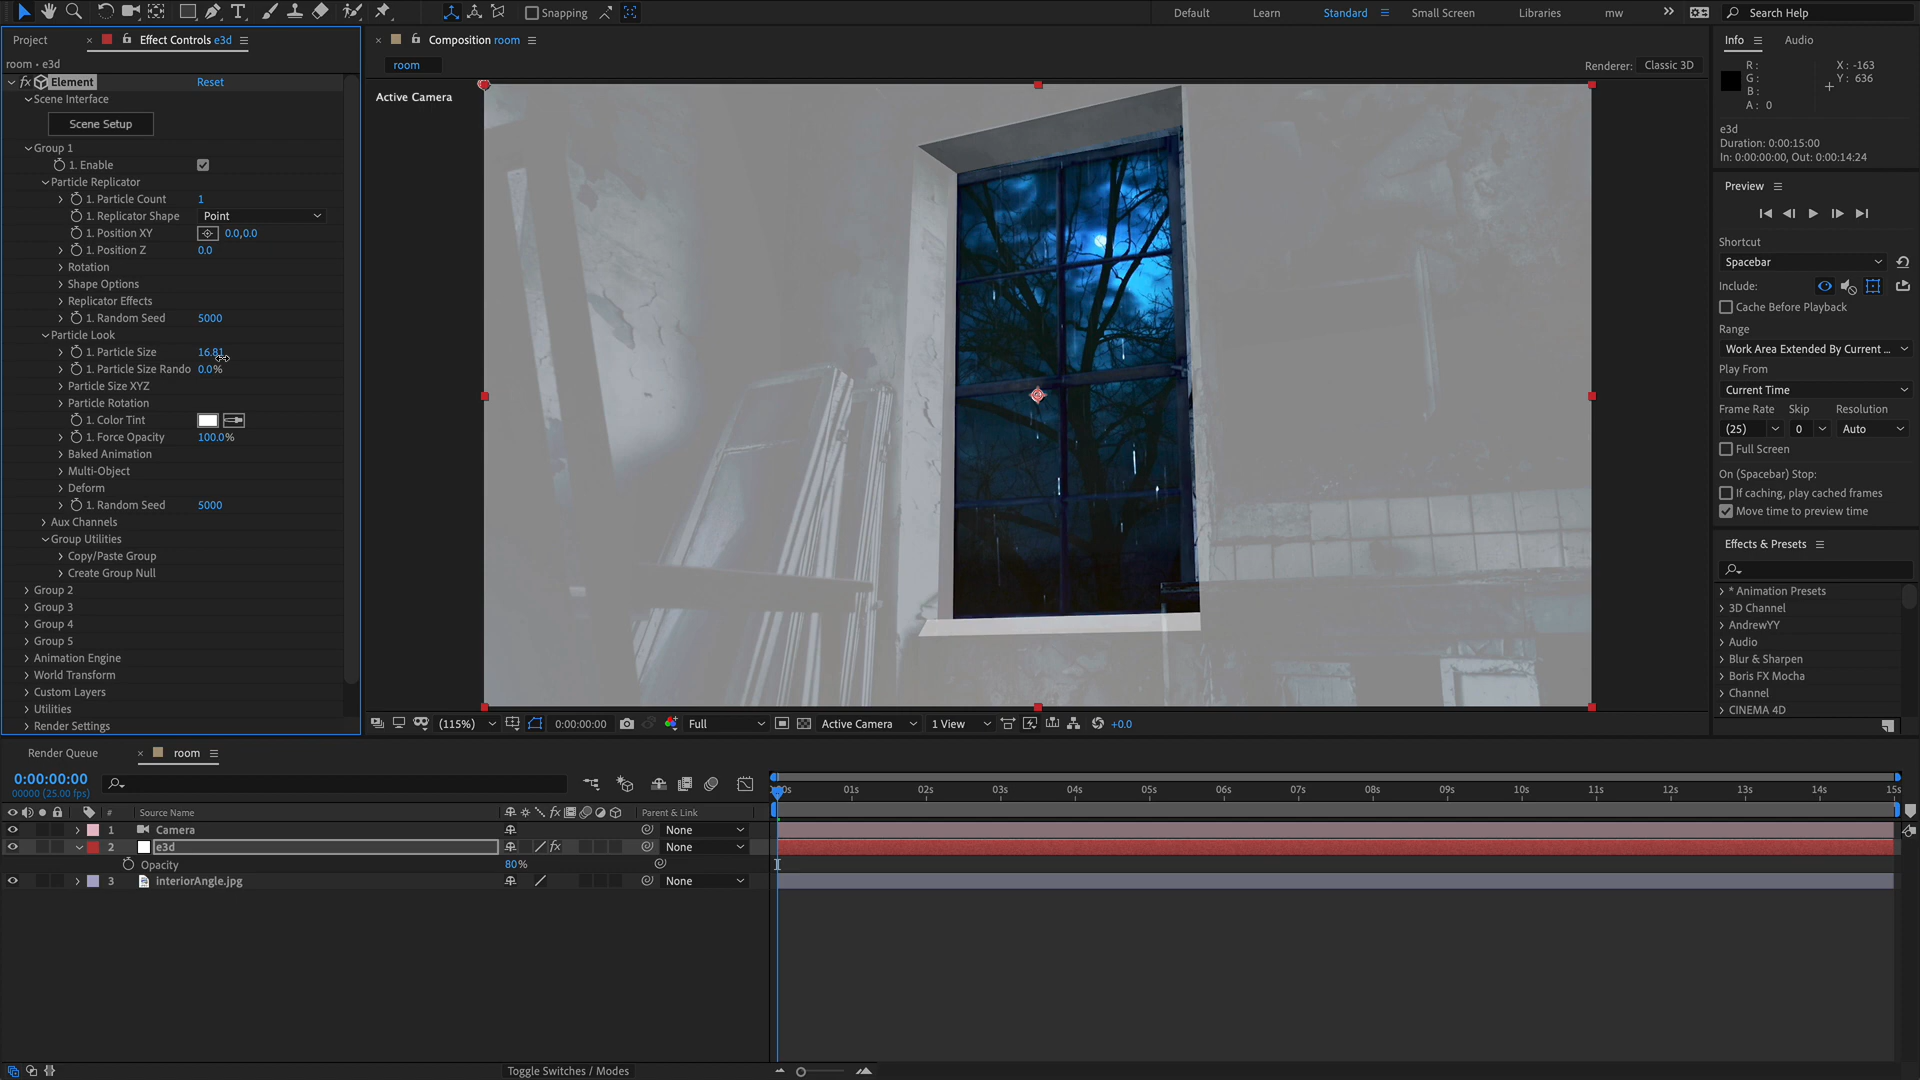 Snapping
Default
Learn
Standard
Small Screen
Libraries
mw
Search Help
Project
Effect Controls e3d
Composition room
Info
Audio
room • e3d
room
Renderer:
Classic 3D
R :
G :
B :
A : 0
X : -163
Y : 636
fx Element
Reset
Active Camera
Scene Interface
Scene Setup
Group 1
1. Enable
Particle Replicator
1. Particle Count 1
1. Replicator Shape Point
1. Position XY 0.0,0.0
1. Position Z 0.0
Rotation
Shape Options
Replicator Effects
1. Random Seed 5000
Particle Look
1. Particle Size 16.81
1. Particle Size Rando 0.0%
Particle Size XYZ
Particle Rotation
1. Color Tint
1. Force Opacity 100.0%
Baked Animation
Multi-Object
Deform
1. Random Seed 5000
Aux Channels
Group Utilities
Copy/Paste Group
Create Group Null
Group 2
Group 3
Group 4
Group 5
Animation Engine
World Transform
Custom Layers
Utilities
Render Settings
e3d
Duration: 0:00:15:00
In: 0:00:00:00, Out: 0:00:14:24
Preview
Shortcut
Spacebar
Include:
Cache Before Playback
Range
Work Area Extended By Current ...
Play From
Current Time
Frame Rate Skip Resolution
(25) 0 Auto
Full Screen
On (Spacebar) Stop:
If caching, play cached frames
Move time to preview time
Effects & Presets
* Animation Presets
3D Channel
AndrewYY
Audio
Blur & Sharpen
Boris FX Mocha
Channel
CINEMA 4D
(115%)
0:00:00:00
Full
Active Camera
1 View
+0.0
Render Queue
room
0:00:00:00
00000 (25.00 fps)
# Source Name
fx
Parent & Link
00s 01s 02s 03s 04s 05s 06s 07s 08s 09s 10s 11s 12s 13s 14s 15s
1 Camera None
2 e3d fx None
Opacity 80%
3 interiorAngle.jpg None
Toggle Switches / Modes